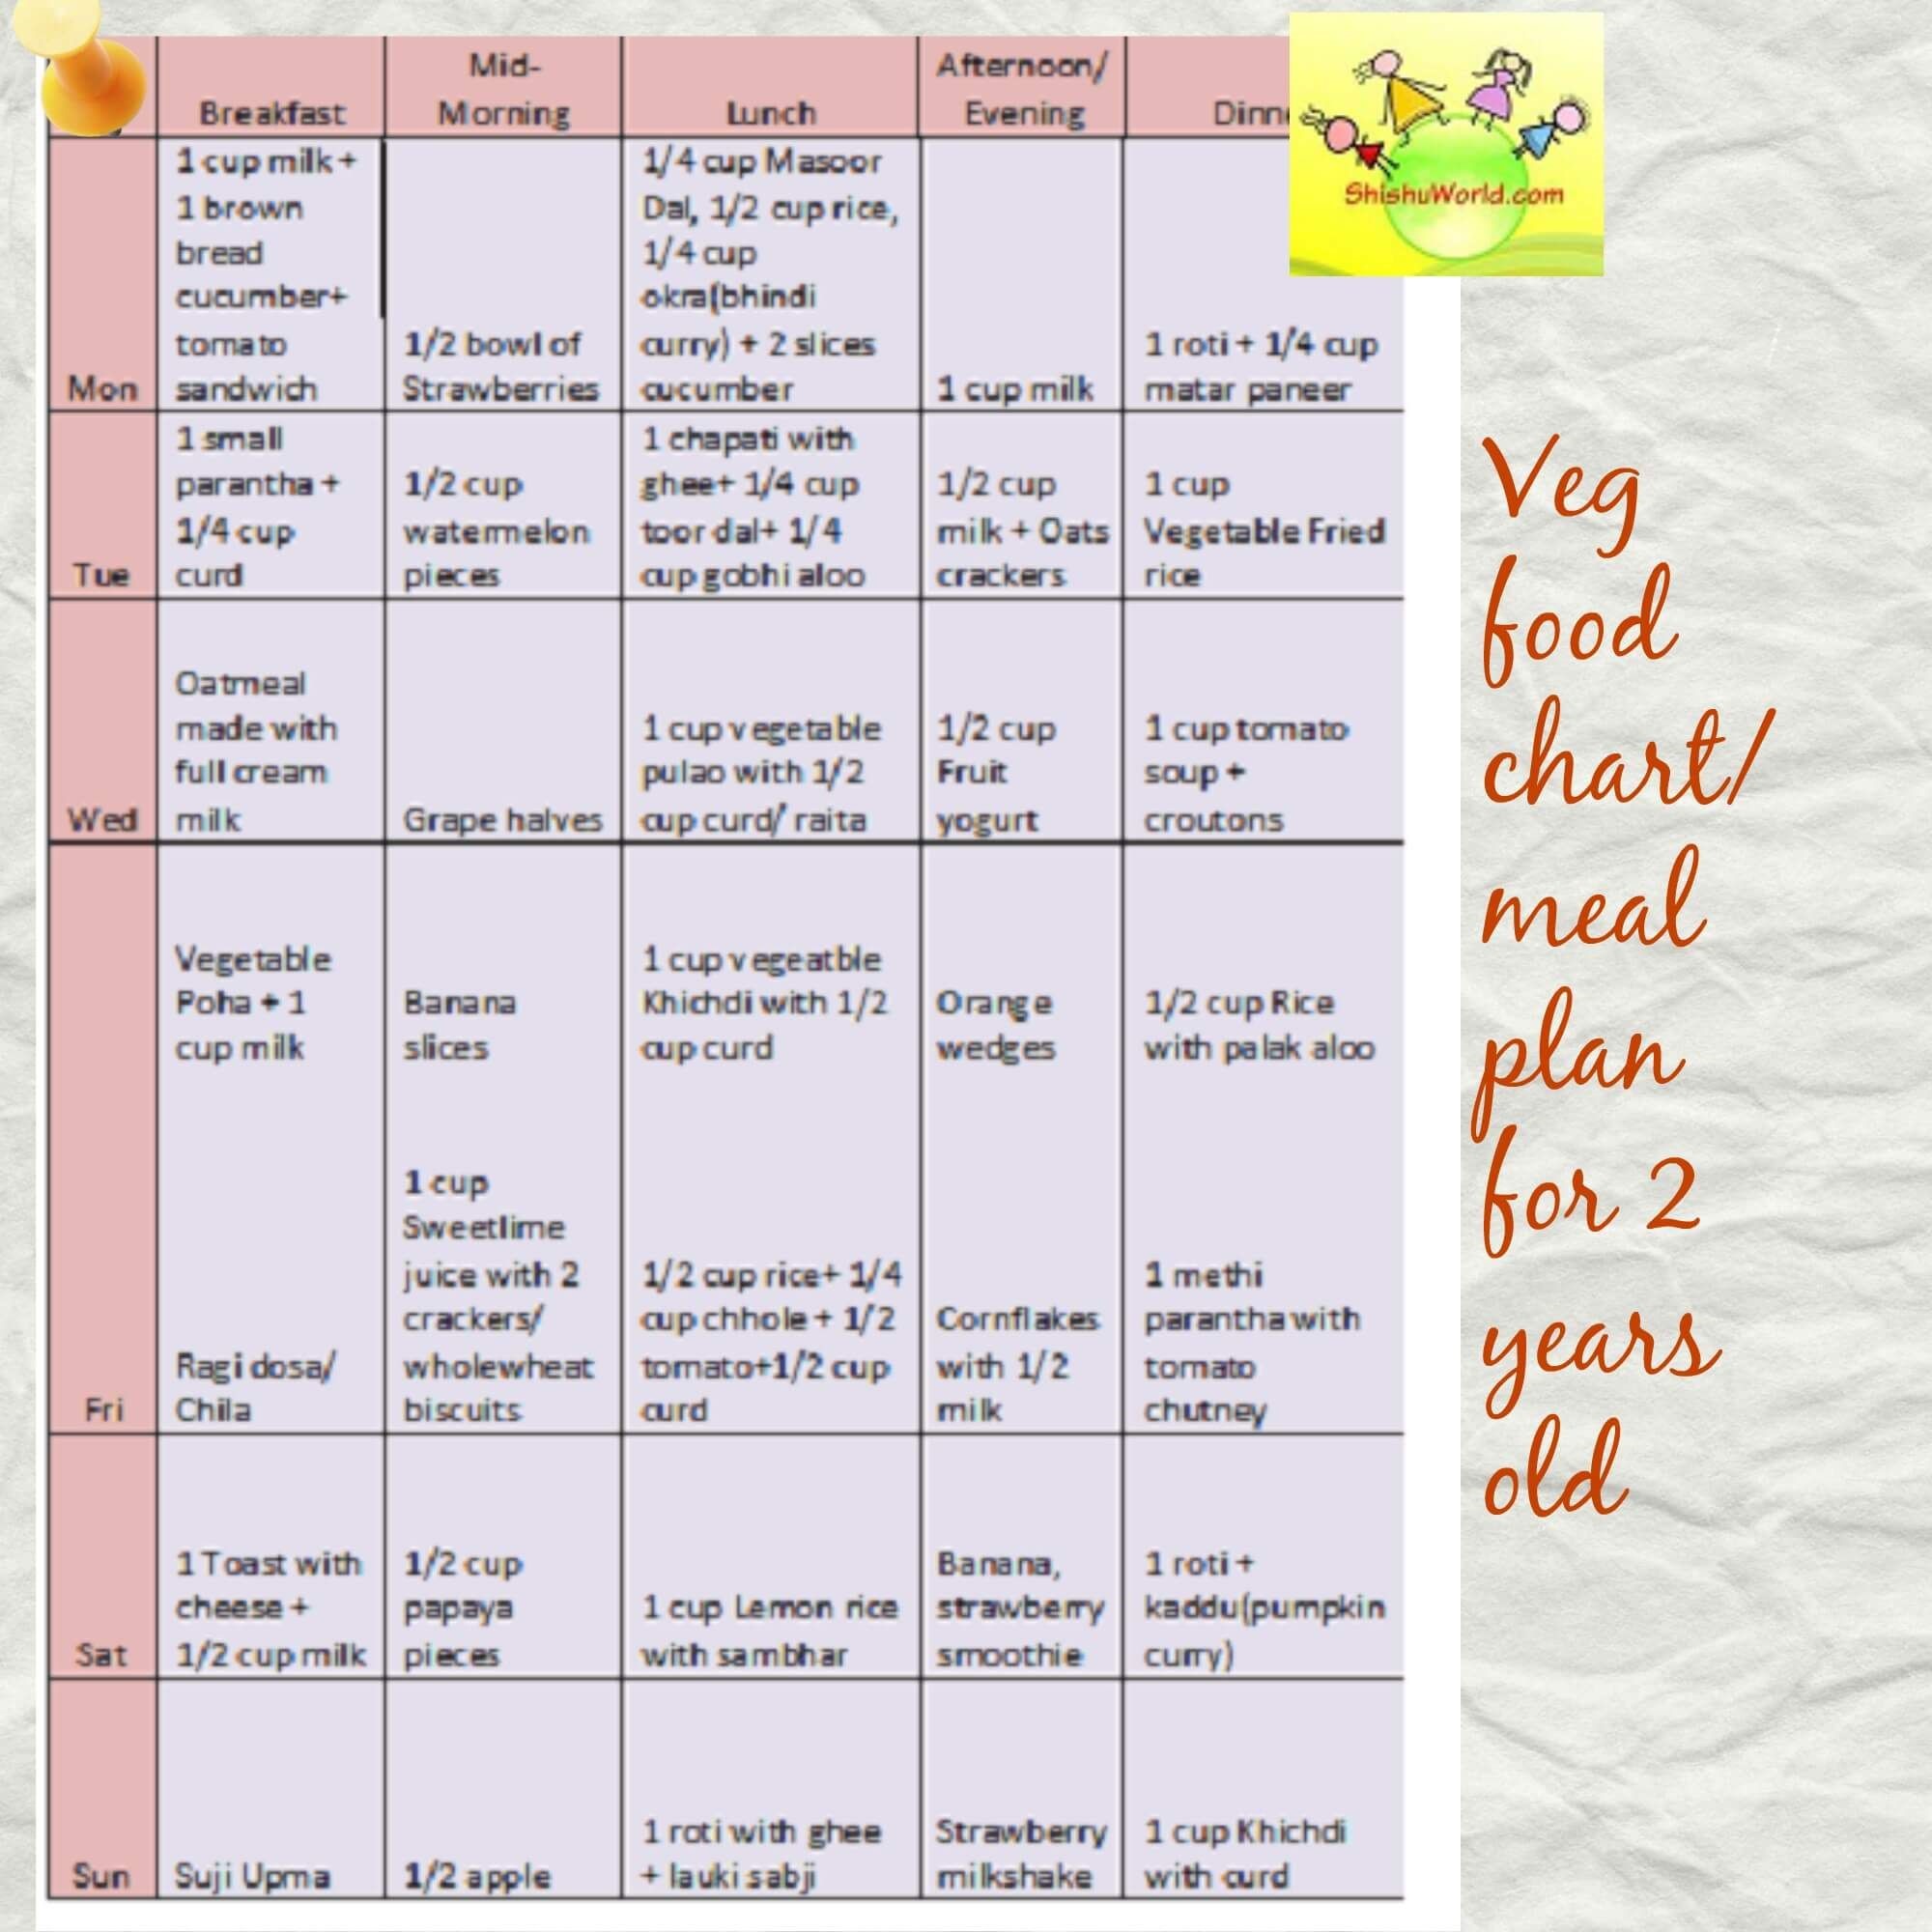 Breakfast
Mid-
Morning
Lunch
Afternoon/
Evening
Dinn
ShishuWorld.com
Mon
1 cup milk +
1 brown
bread
cucumber+
tomato
sandwich
1/2 bowl of
Strawberries
1/4 cup Masoor
Dal, 1/2 cup rice,
1/4 cup
okra(bhindi
curry) + 2 slices
cucumber
1 cup milk
1 roti + 1/4 cup
matar paneer
Tue
1 small
parantha +
1/4 cup
curd
1/2 cup
watermelon
pieces
1 chapati with
ghee+ 1/4 cup
toor dal+ 1/4
cup gobhi aloo
1/2 cup
milk + Oats
crackers
1 cup
Vegetable Fried
rice
Wed
Oatmeal
made with
full cream
milk
Grape halves
1 cup vegetable
pulao with 1/2
cup curd/ raita
1/2 cup
Fruit
yogurt
1 cup tomato
soup +
croutons
Vegetable
Poha + 1
cup milk
Banana
slices
1 cup vegeatble
Khichdi with 1/2
cup curd
Orange
wedges
1/2 cup Rice
with palak aloo
Fri
Ragi dosa/
Chila
1 cup
Sweetlime
juice with 2
crackers/
wholewheat
biscuits
1/2 cup rice+ 1/4
cup chhole + 1/2
tomato+1/2 cup
curd
Cornflakes
with 1/2
milk
1 methi
parantha with
tomato
chutney
Sat
1 Toast with
cheese +
1/2 cup milk
1/2 cup
papaya
pieces
1 cup Lemon rice
with sambhar
Banana,
strawberry
smoothie
1 roti +
kaddu(pumpkin
curry)
Sun
Suji Upma
1/2 apple
1 roti with ghee
+ lauki sabji
Strawberry
milkshake
1 cup Khichdi
with curd
Veg
food
chart/
meal
plan
for 2
years
old